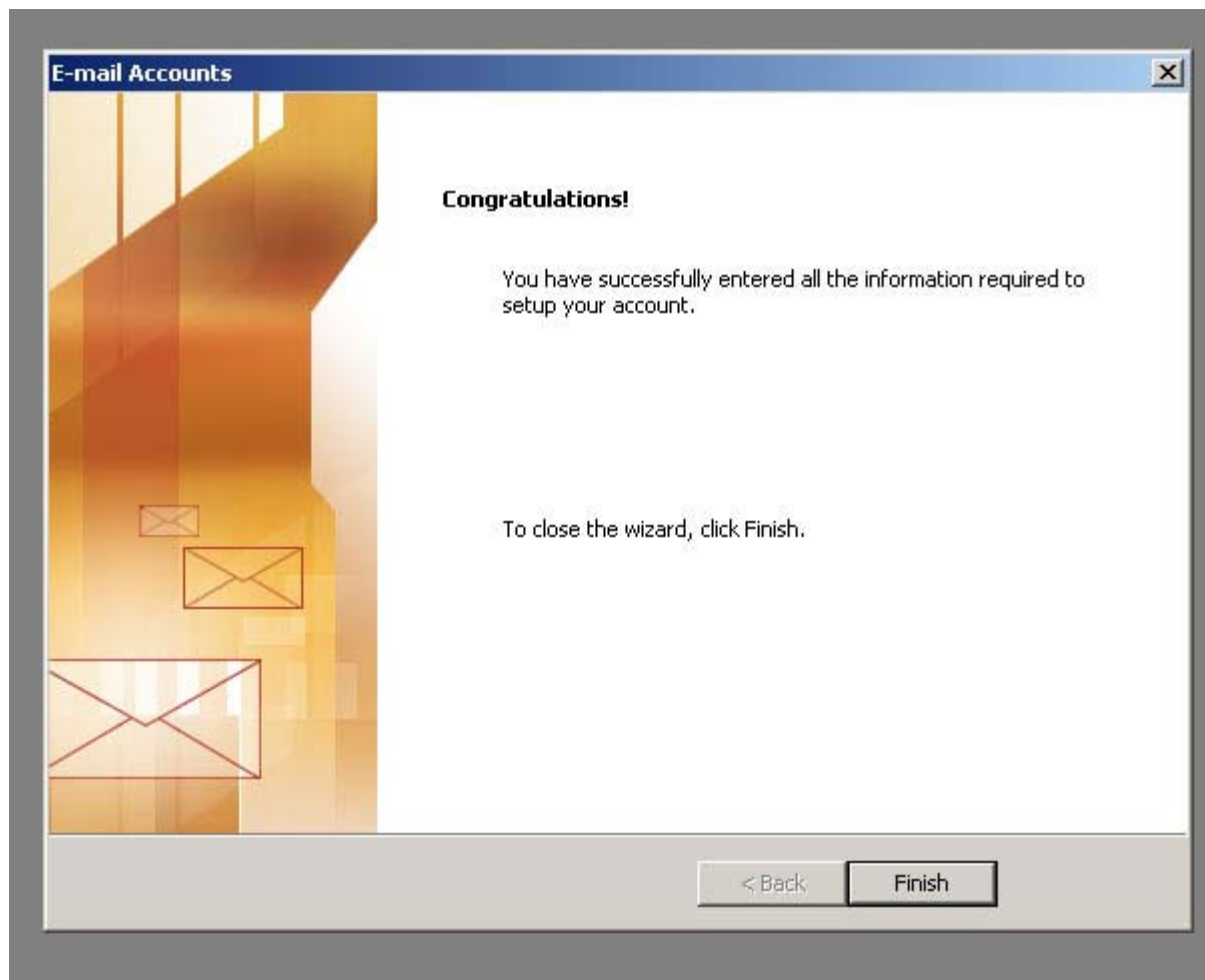 E-mail Accounts
Congratulations!
You have successfully entered all the information required to
setup your account.
To close the wizard, click Finish.
< Back
Finish